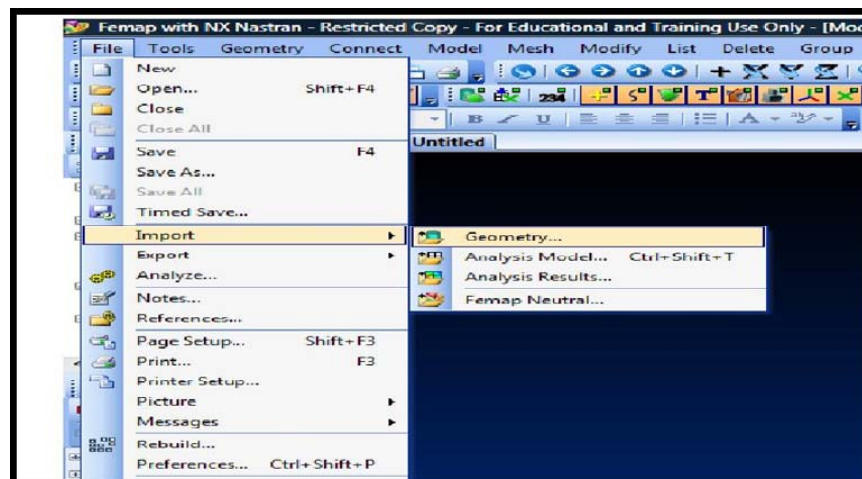 Femap with NX Nastran - Restricted Copy - For Educational and Training Use Only - [Moc
File Tools Geometry Connect Model Mesh Modify List Delete Group
New
Open... Shift+F4
Close
Close All
Save F4
Save As...
Save All
Timed Save...
Import
Export
Analyze...
Notes...
References...
Page Setup... Shift+F3
Print... F3
Printer Setup...
Picture
Messages
Rebuild...
Preferences... Ctrl+Shift+P
Geometry...
Analysis Model... Ctrl+Shift+T
Analysis Results...
Femap Neutral...
234
B U A
Untitled